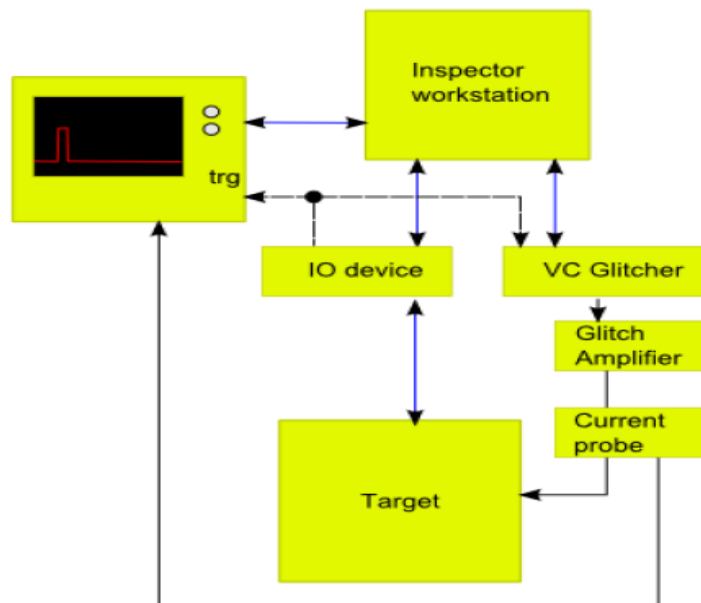 Inspector
workstation
trg
IO device
VC Glitcher
Glitch
Amplifier
Current
probe
Target